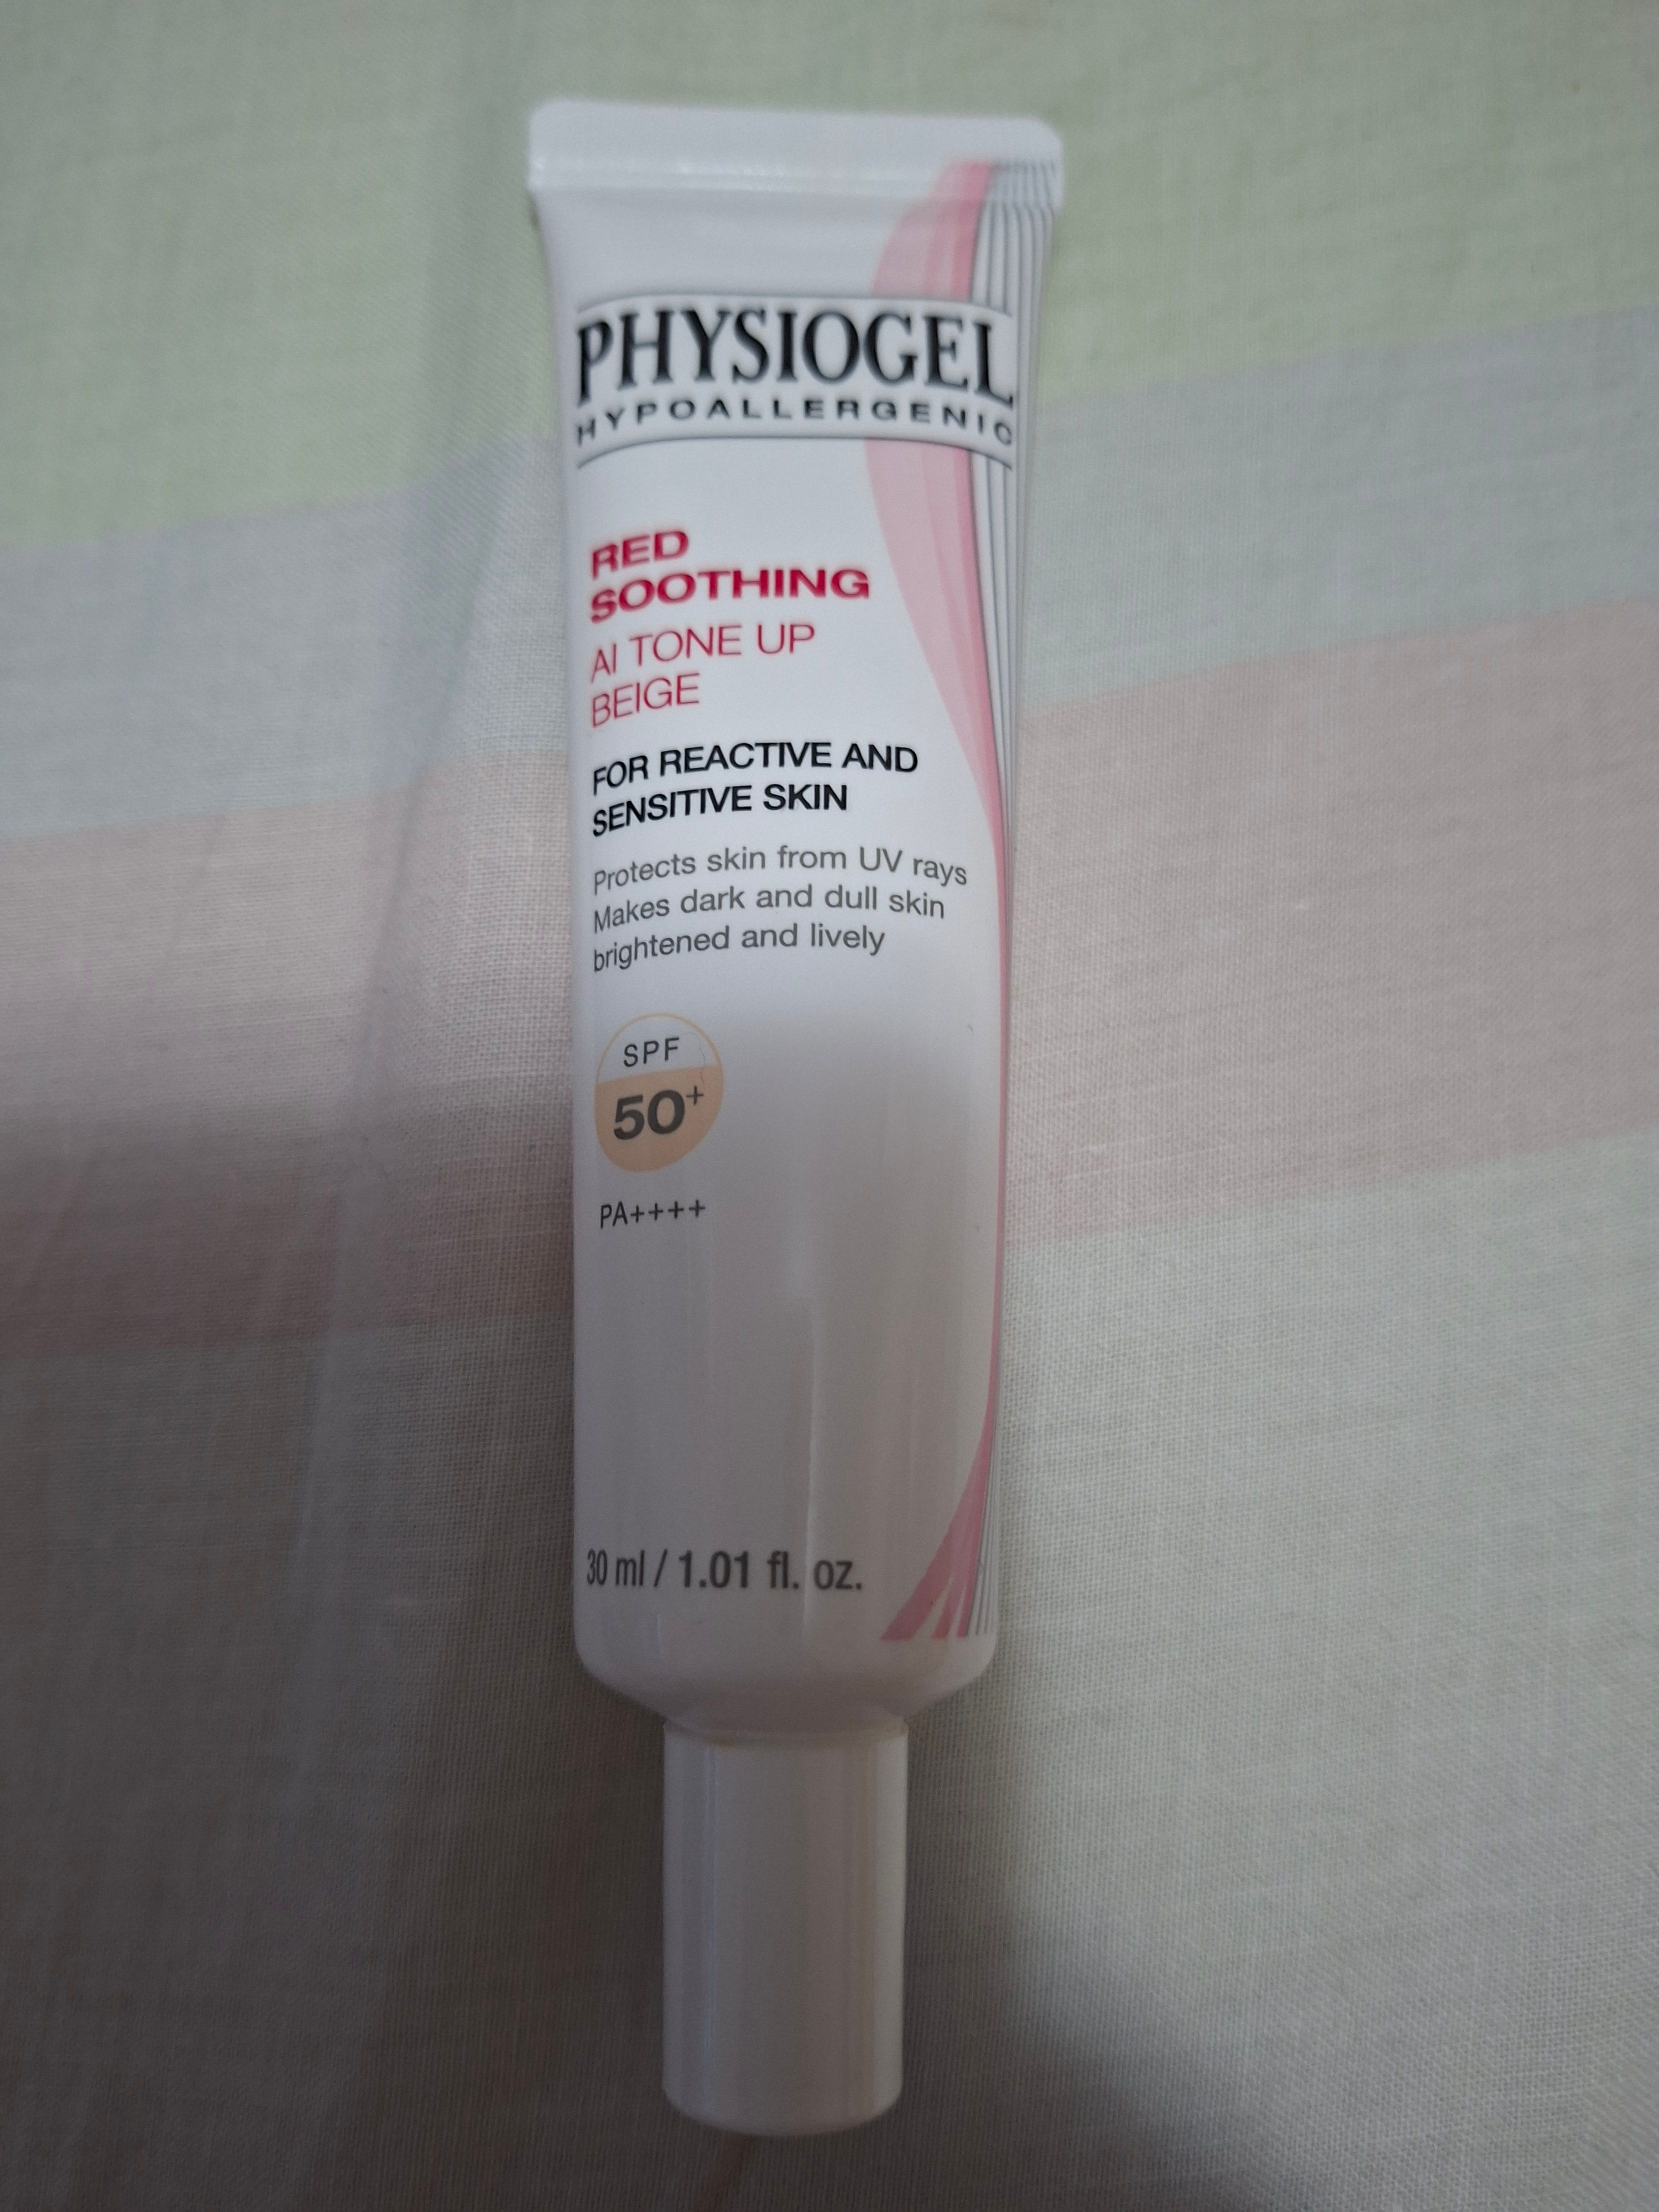 PHYSIOGEL
HYPOALLERGENIC
RED
SOOTHING
AI TONE UP
BEIGE
FOR REACTIVE AND
SENSITIVE SKIN
Protects skin from UV rays
Makes dark and dull skin
brightened and lively
SPF
50+
PA++++
30 ml / 1.01 fl. oz.